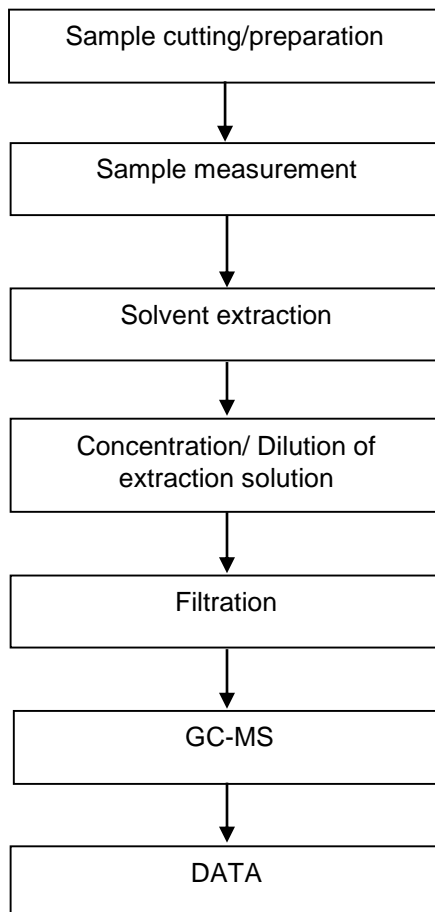 Sample cutting/preparation
Sample measurement
Solvent extraction
Concentration/ Dilution of
extraction solution
Filtration
GC-MS
DATA